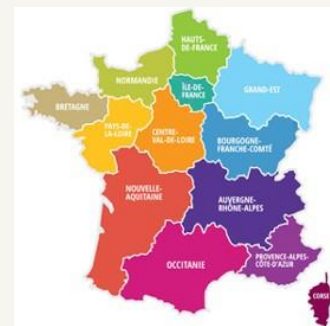 HAUTS-
DE-FRANCE
NORMANDIE
ÎLE-DE-
FRANCE
GRAND-EST
BRETAGNE
PAYS-DE-
LA-LOIRE
CENTRE-
VAL-DE-LOIRE
BOURGOGNE-
FRANCHE-COMTÉ
NOUVELLE-
AQUITAINE
AUVERGNE-
RHÔNE-ALPES
OCCITANIE
PROVENCE-ALPES-
CÔTE-D'AZUR
CORSE